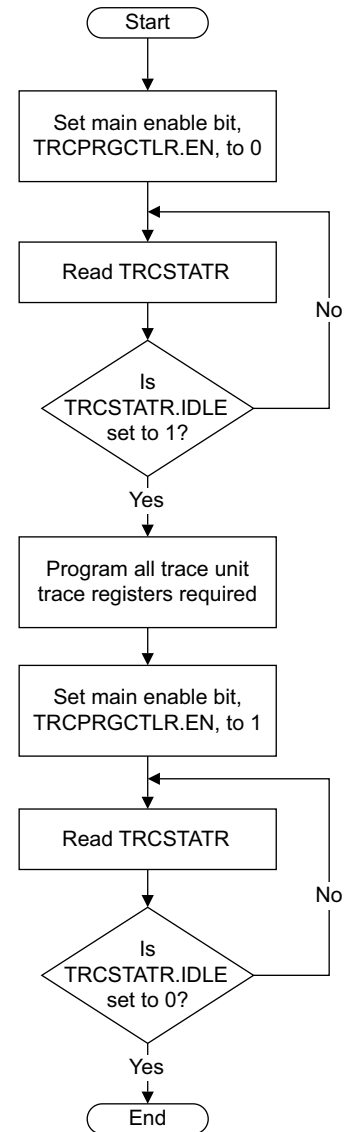 Start
Set main enable bit,
TRCPRGCTLR.EN, to 0
Read TRCSTATR
No
Is
TRCSTATR.IDLE
set to 1?
Yes
Program all trace unit
trace registers required
Set main enable bit,
TRCPRGCTLR.EN, to 1
Read TRCSTATR
No
Is
TRCSTATR.IDLE
set to 0?
Yes
End